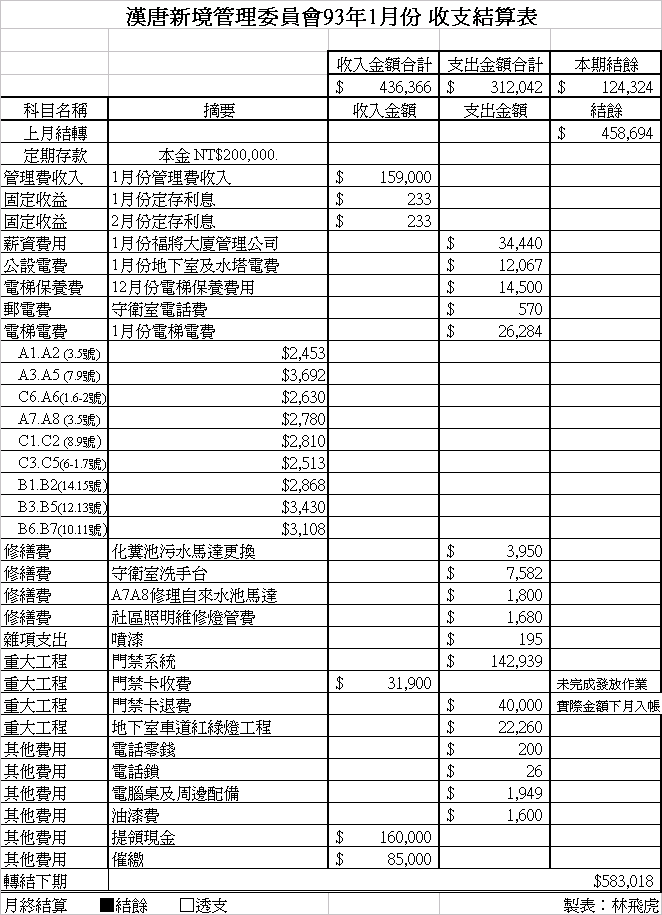 漢唐新境管理委員會93年1月份 收支結算表
收入金額合計 支出金額合計 本期結餘
$ 436,366 $ 312,042 $ 124,324
科目名稱 摘要 收入金額 支出金額 結餘
上月結轉 $ 458,694
定期存款 本金 NT$200,000.
管理費收入 1月份管理費收入 $ 159,000
固定收益 1月份定存利息 $ 233
固定收益 2月份定存利息 $ 233
薪資費用 1月份福將大廈管理公司 $ 34,440
公設電費 1月份地下室及水塔電費 $ 12,067
電梯保養費 12月份電梯保養費用 $ 14,500
郵電費 守衛室電話費 $ 570
電梯電費 1月份電梯電費 $ 26,284
A1.A2 (3.5號) $2,453
A3.A5 (7.9號) $3,692
C6.A6(1.6-2號) $2,630
A7.A8 (3.5號) $2,780
C1.C2 (8.9號) $2,810
C3.C5(6-1.7號) $2,513
B1.B2(14.15號) $2,868
B3.B5(12.13號) $3,430
B6.B7(10.11號) $3,108
修繕費 化糞池污水馬達更換 $ 3,950
修繕費 守衛室洗手台 $ 7,582
修繕費 A7A8修理自來水池馬達 $ 1,800
修繕費 社區照明維修燈管費 $ 1,680
雜項支出 噴漆 $ 195
重大工程 門禁系統 $ 142,939
重大工程 門禁卡收費 $ 31,900 未完成發放作業
重大工程 門禁卡退費 $ 40,000 實際金額下月入帳
重大工程 地下室車道紅綠燈工程 $ 22,260
其他費用 電話零錢 $ 200
其他費用 電話鎖 $ 26
其他費用 電腦桌及周邊配備 $ 1,949
其他費用 油漆費 $ 1,600
其他費用 提領現金 $ 160,000
其他費用 催繳 $ 85,000
轉結下期 $583,018
月終結算 ■結餘 □透支 製表：林飛虎